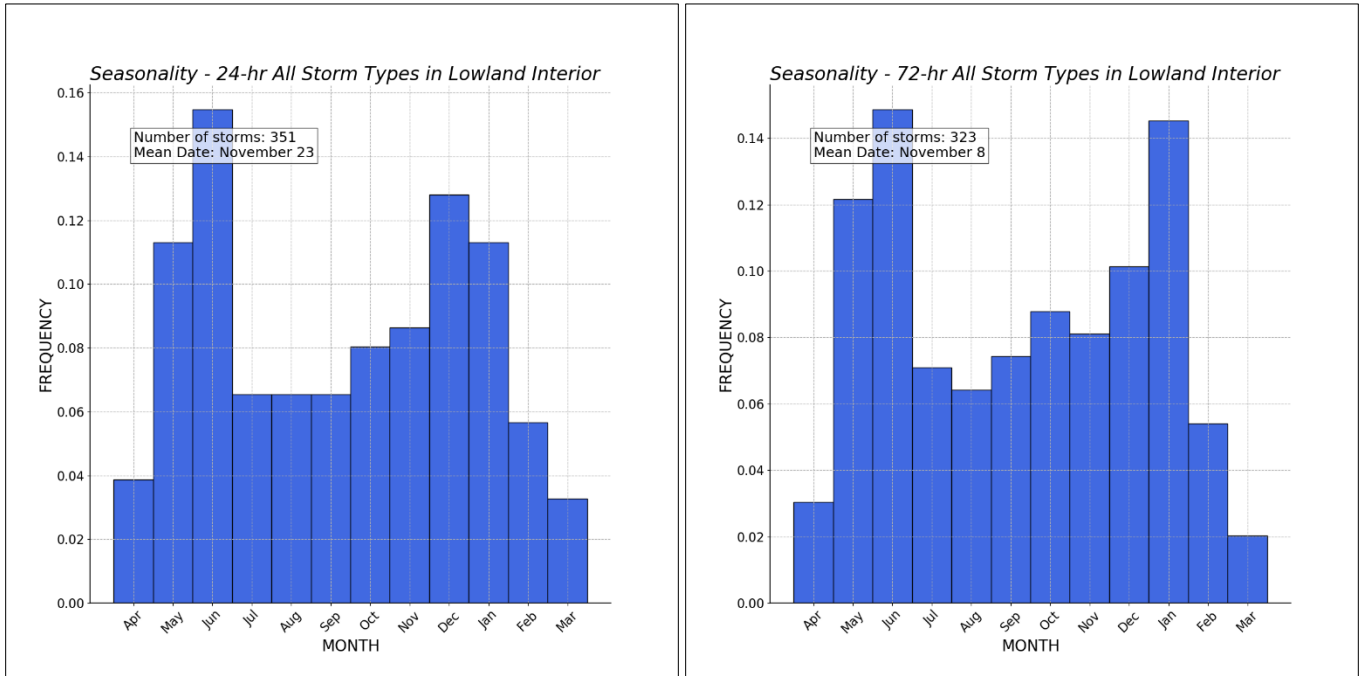 Seasonality - 24-hr All Storm Types in Lowland Interior
Number of storms: 351
Mean Date: November 23
FREQUENCY
0.16
0.14
0.12
0.10
0.08
0.06
0.04
0.02
0.00
Apr May Jun Jul Aug Sep Oct Nov Dec Jan Feb Mar
MONTH
Seasonality - 72-hr All Storm Types in Lowland Interior
Number of storms: 323
Mean Date: November 8
FREQUENCY
0.14
0.12
0.10
0.08
0.06
0.04
0.02
0.00
Apr May Jun Jul Aug Sep Oct Nov Dec Jan Feb Mar
MONTH